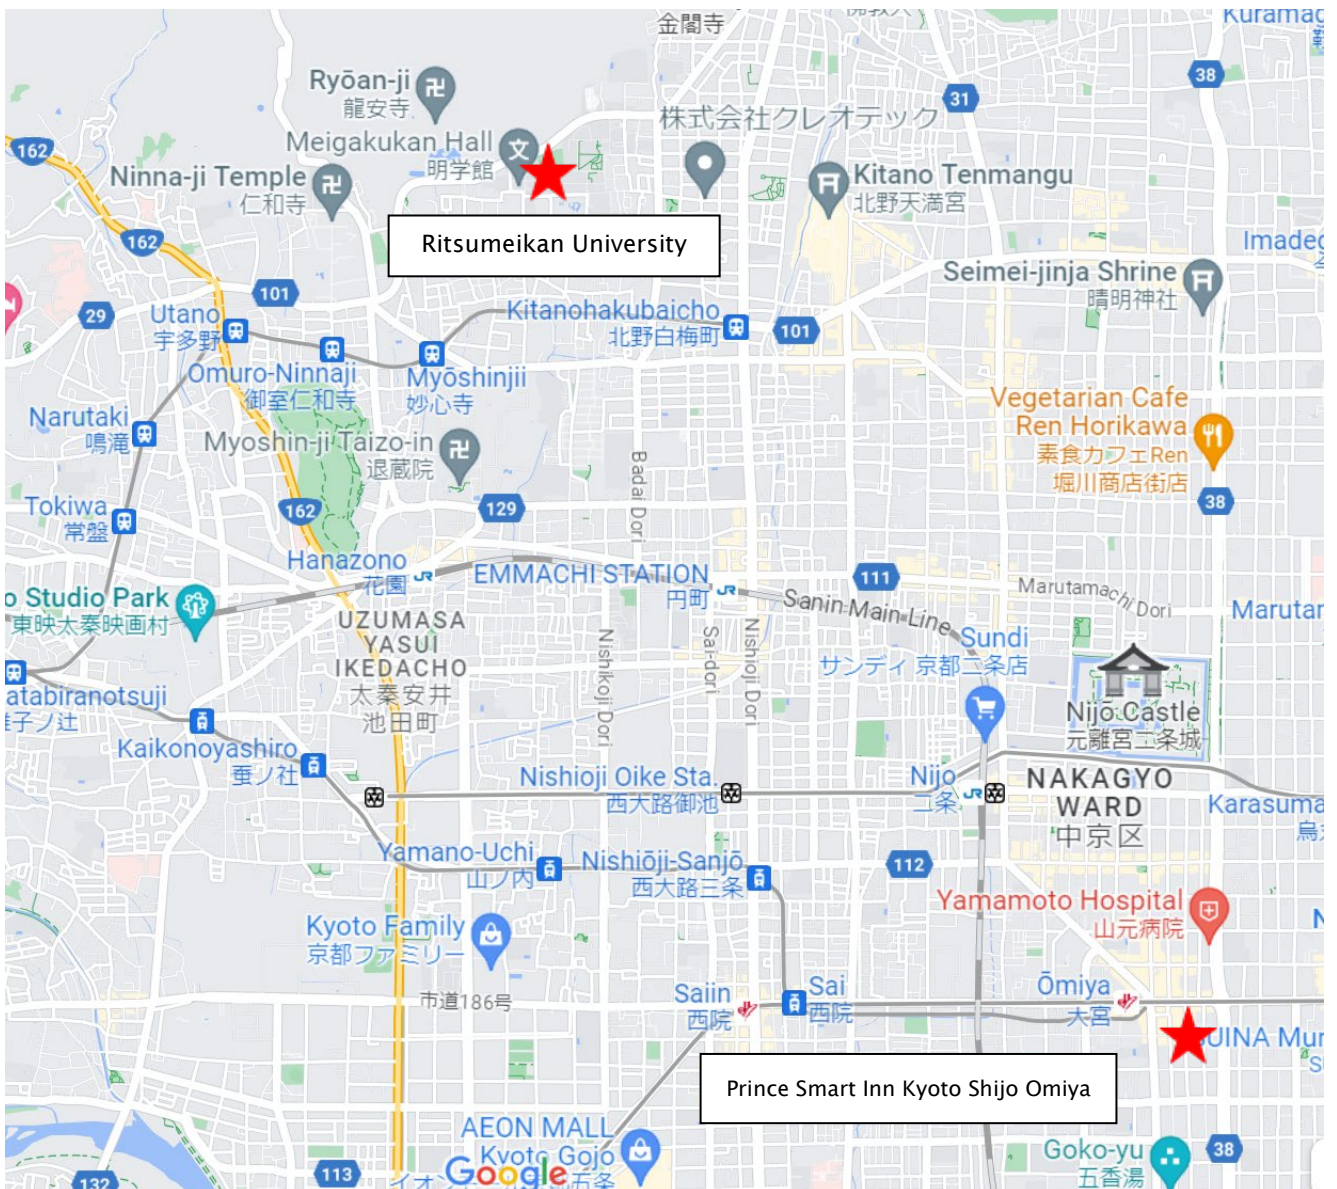 金閣寺
Kuramag
38
31
Ryōan-ji
龍安寺
株式会社クレオテック
162
Meigakukan Hall
明学館
文
Ninna-ji Temple
仁和寺
Kitano Tenmangu
北野天満宮
Ritsumeikan University
162
Imadeg
Seimei-jinja Shrine
晴明神社
101
29
Utano
宇多野
Kitanohakubaicho
北野白梅町
101
Omuro-Ninnaji
御室仁和寺
Myōshinjii
妙心寺
Vegetarian Cafe
Ren Horikawa
素食カフェRen
堀川商店街店
Narutaki
鳴滝
Myoshin-ji Taizo-in
退蔵院
Badai Dori
38
Tokiwa
常盤
162
129
Hanazono
花園
JR
EMMACHI STATION
円町
JR
111
Sanin Main Line
Marutamachi Dori
o Studio Park
東映太秦映画村
Marutar
UZUMASA
YASUI
IKEDACHO
太秦安井
池田町
Nishikoji Dori
Sai-dori
Nishioji Dori
Sundi
サンディ 京都二条店
atabiranotsuji
子ノ辻
Nijō Castle
元離宮二条城
Kaikonoyashiro
蚕ノ社
Nishioji Oike Sta.
西大路御池
Nijo
二条
JR
NAKAGYO
WARD
中京区
Karasuma
烏
Yamano-Uchi
山ノ内
Nishiōji-Sanjō
西大路三条
112
Yamamoto Hospital
山元病院
Kyoto Family
京都ファミリー
N
市道186号
Saiin
西院
Sai
西院
Ōmiya
大宮
UINA Mur
SU
Prince Smart Inn Kyoto Shijo Omiya
AEON MALL
Kyoto Gojo
Google
113
132
Goko-yu
五香湯
38